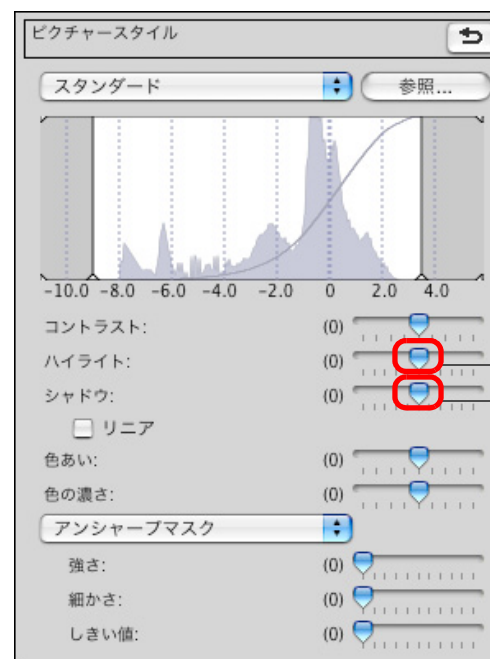 ピクチャースタイル
スタンダード 参照...
-10.0 -8.0 -6.0 -4.0 -2.0 0 2.0 4.0
コントラスト: (0)
ハイライト: (0)
シャドウ: (0)
リニア
色あい: (0)
色の濃さ: (0)
アンシャープマスク
強さ: (0)
細かさ: (0)
しきい値: (0)